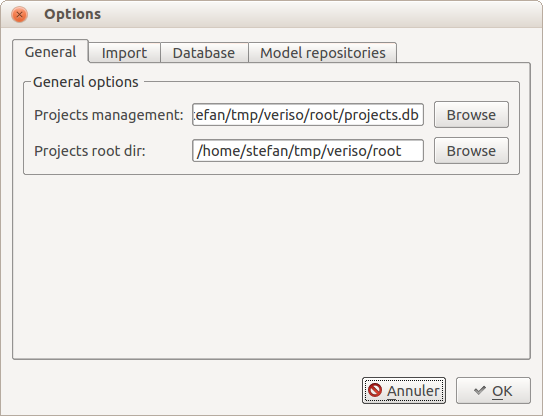 Options
General Import Database Model repositories
General options
Projects management: efan/tmp/veriso/root/projects.db Browse
Projects root dir: /home/stefan/tmp/veriso/root Browse
Annuler OK